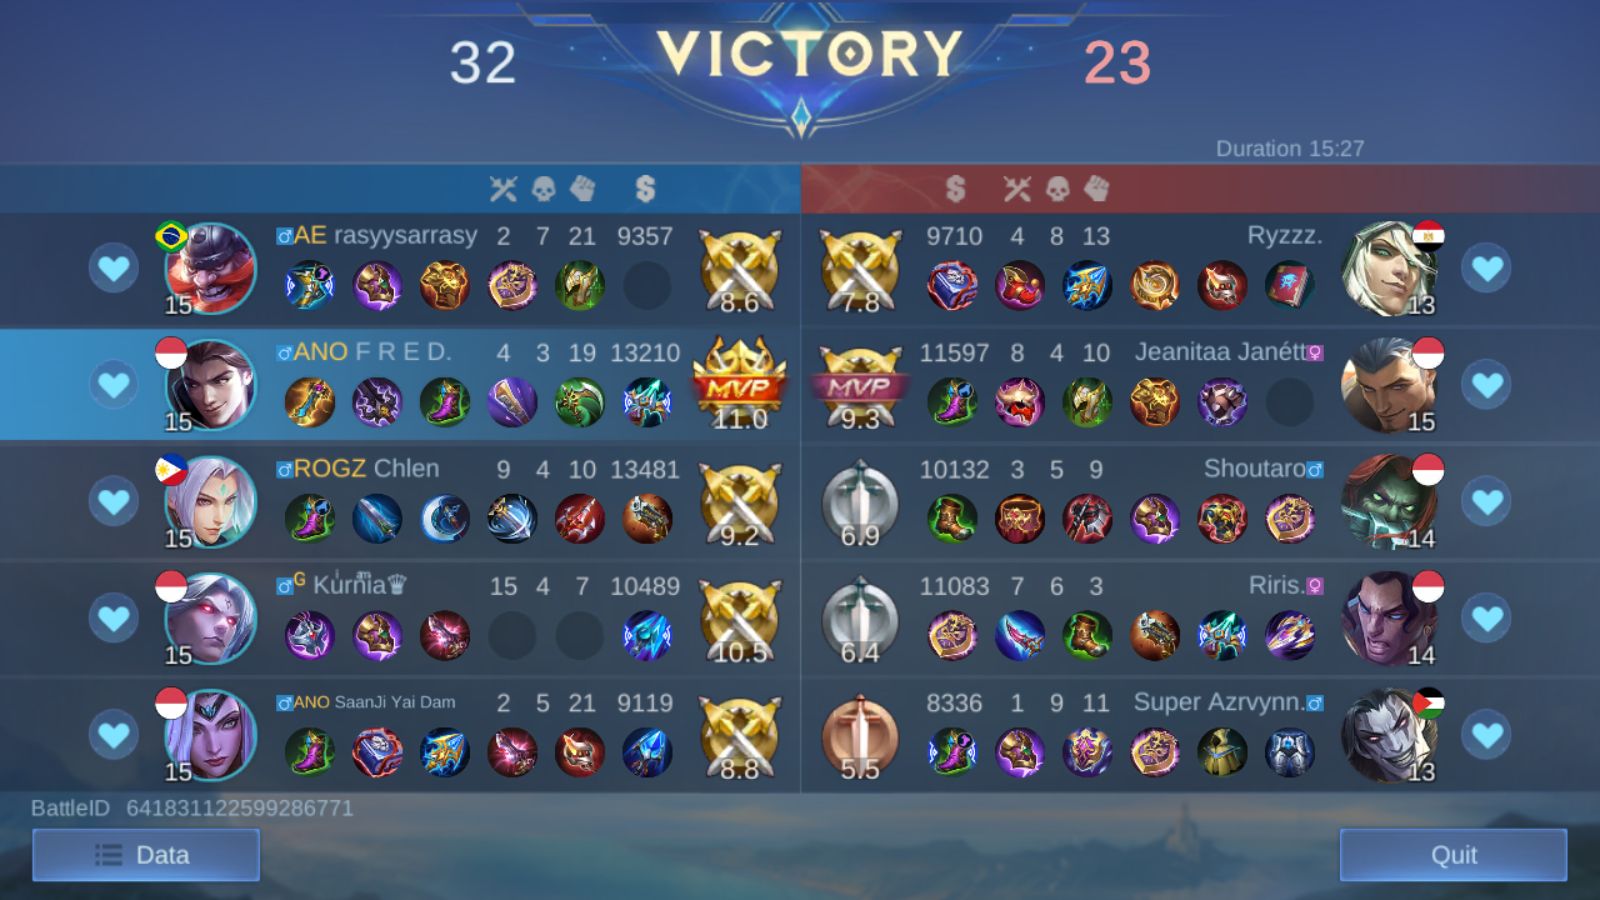 32 VICTORY 23
Duration 15:27
AE rasyysarrasy 2 7 21 9357
15 8.6
7.8 9710 4 8 13 Ryzzz.
13
ANO F R E D. 4 3 19 13210
15 MVP 11.0
MVP 9.3 11597 8 4 10 Jeanitaa Janétt
15
ROGZ Chlen 9 4 10 13481
15 9.2
6.9 10132 3 5 9 Shoutaro
14
15 4 7 10489
15 10.5
6.4 11083 7 6 3 Riris.
14
ANO SaanJi Yai Dam 2 5 21 9119
15 8.8
5.5 8336 1 9 11 Super Azrvynn.
13
BattleID 641831122599286771
Data
Quit